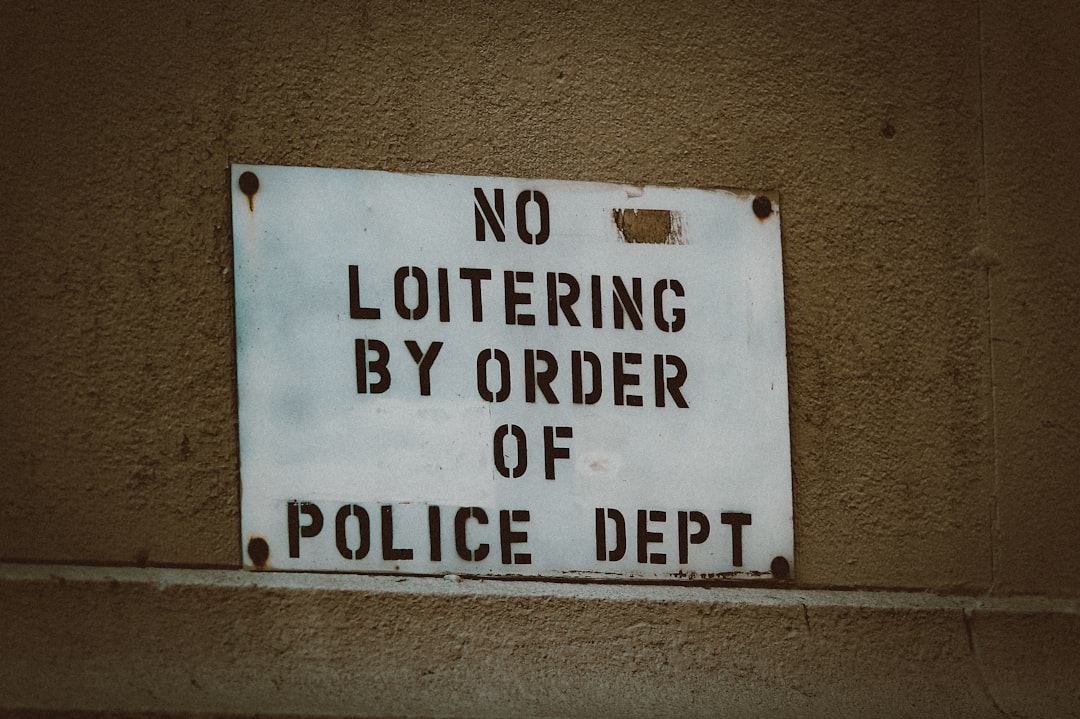 NO
LOITERING
BY ORDER
OF
POLICE DEPT